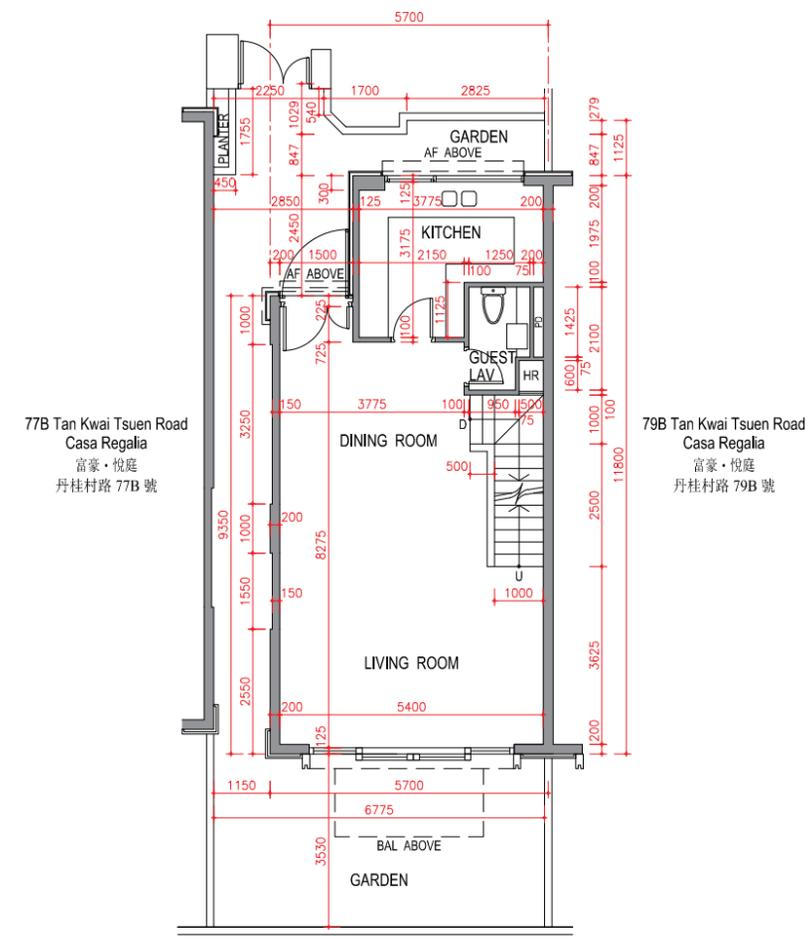 5700
2250 1700 2825
PLANTER
1755
1029
540
279
847
GARDEN
AF ABOVE
847
1125
450
300
125
200
2850
125
3775
200
2450
KITCHEN
3175
1975
200 1500
2150
1250 200
AF ABOVE
100
75
100
1000
225
1125
100
1425
PD
2100
725
GUEST
LAV
HR
600
75
150
3775
100
950
500
100
75
D
1000
77B Tan Kwai Tsuen Road
Casa Regalia
富豪・悅庭
丹桂村路 77B 號
3250
DINING ROOM
500
11800
79B Tan Kwai Tsuen Road
Casa Regalia
富豪・悅庭
丹桂村路 79B 號
9350
1000
200
8275
2500
U
1550
150
1000
LIVING ROOM
3625
2550
200
5400
125
200
1150
5700
6775
BAL ABOVE
3530
GARDEN